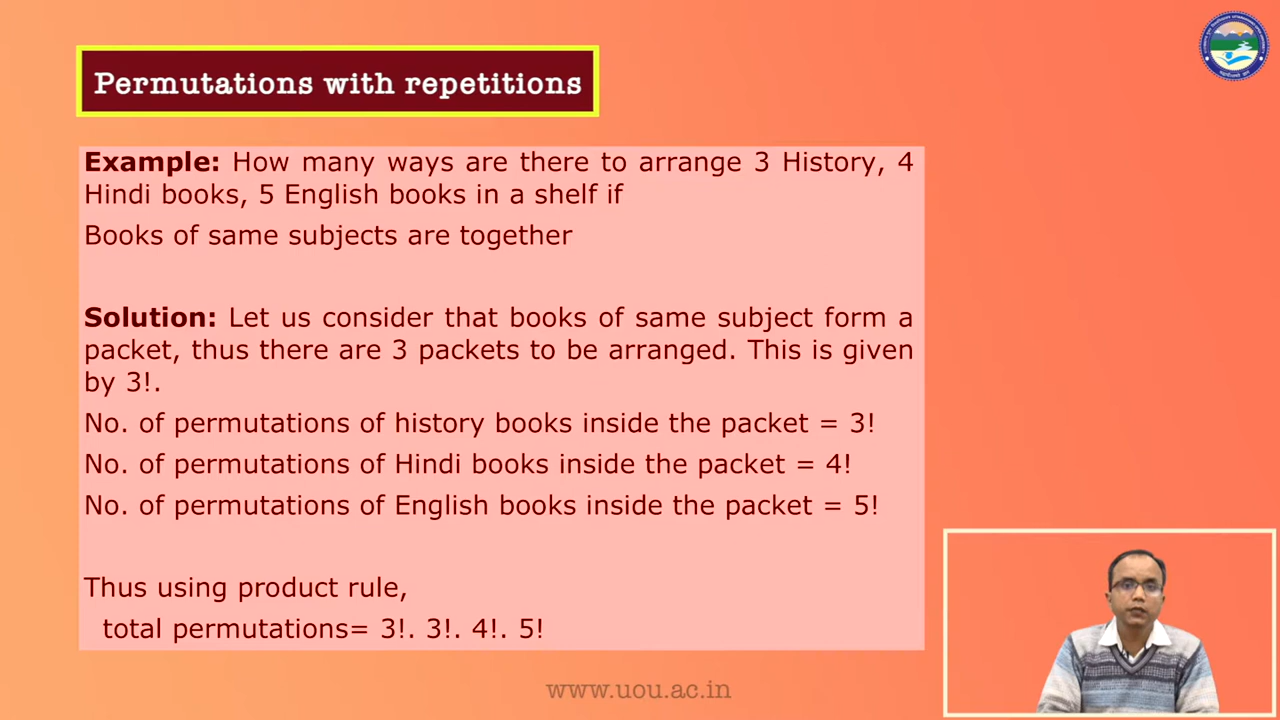 Permutations with repetitions
Example: How many ways are there to arrange 3 History, 4
Hindi books, 5 English books in a shelf if
Books of same subjects are together
Solution: Let us consider that books of same subject form a
packet, thus there are 3 packets to be arranged. This is given
by 3!.
No. of permutations of history books inside the packet = 3!
No. of permutations of Hindi books inside the packet = 4!
No. of permutations of English books inside the packet = 5!
Thus using product rule,
total permutations= 3!. 3!. 4!. 5!
www.uou.ac.in